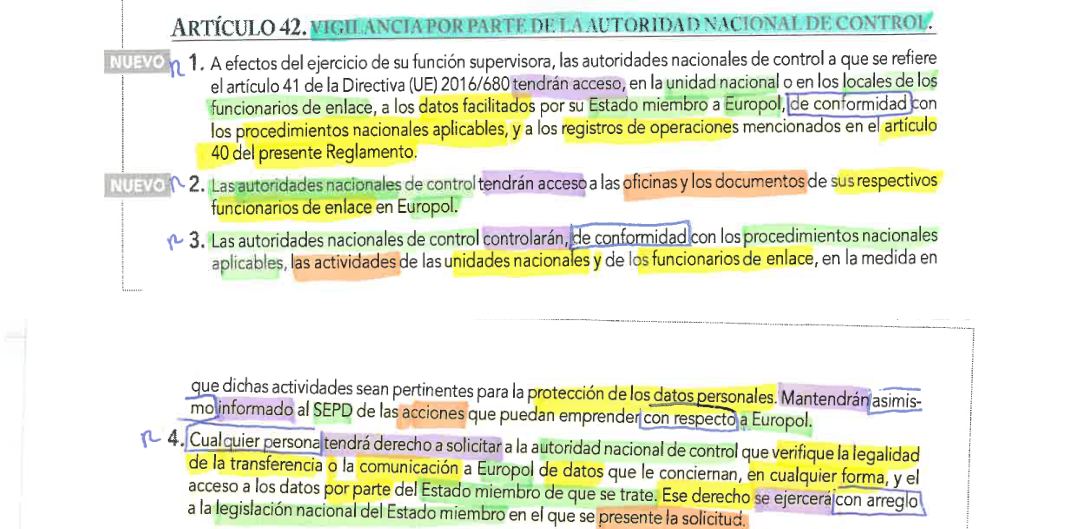 ARTÍCULO 42. VIGILANCIA POR PARTE DE LA AUTORIDAD NACIONAL DE CONTROL.
NUEVO n 1. A efectos del ejercicio de su función supervisora, las autoridades nacionales de control a que se refiere
el artículo 41 de la Directiva (UE) 2016/680 tendrán acceso, en la unidad nacional o en los locales de los
funcionarios de enlace, a los datos facilitados por su Estado miembro a Europol, de conformidad con
los procedimientos nacionales aplicables, y a los registros de operaciones mencionados en el artículo
40 del presente Reglamento.
NUEVO n 2. Las autoridades nacionales de control tendrán acceso a las oficinas y los documentos de sus respectivos
funcionarios de enlace en Europol.
n 3. Las autoridades nacionales de control controlarán, de conformidad con los procedimientos nacionales
aplicables, las actividades de las unidades nacionales y de los funcionarios de enlace, en la medida en
que dichas actividades sean pertinentes para la protección de los datos personales. Mantendrán asimis-
mo informado al SEPD de las acciones que puedan emprender con respecto a Europol.
n 4. Cualquier persona tendrá derecho a solicitar a la autoridad nacional de control que verifique la legalidad
de la transferencia o la comunicación a Europol de datos que le conciernan, en cualquier forma, y el
acceso a los datos por parte del Estado miembro de que se trate. Ese derecho se ejercerá con arreglo
a la legislación nacional del Estado miembro en el que se presente la solicitud.